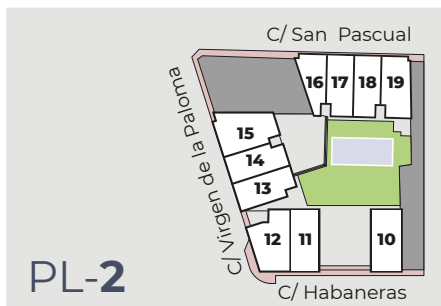 C/ San Pascual
16 17 18 19
C/ Virgen de la Paloma
15
14
13
12 11 10
PL-2
C/ Habaneras